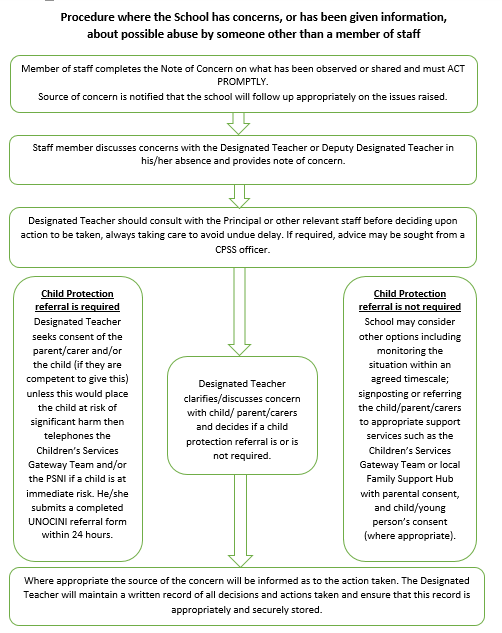 Procedure where the School has concerns, or has been given information,
about possible abuse by someone other than a member of staff
Member of staff completes the Note of Concern on what has been observed or shared and must ACT
PROMPTLY.
Source of concern is notified that the school will follow up appropriately on the issues raised.
Staff member discusses concerns with the Designated Teacher or Deputy Designated Teacher in
his/her absence and provides note of concern.
Designated Teacher should consult with the Principal or other relevant staff before deciding upon
action to be taken, always taking care to avoid undue delay. If required, advice may be sought from a
CPSS officer.
Child Protection
referral is required
Designated Teacher
seeks consent of the
parent/carer and/or
the child (if they are
competent to give this)
unless this would place
the child at risk of
significant harm then
telephones the
Children's Services
Gateway Team and/or
the PSNI if a child is at
immediate risk. He/she
submits a completed
UNOCINI referral form
within 24 hours.
Designated Teacher
clarifies/discusses concern
with child/ parent/carers
and decides if a child
protection referral is or is
not required.
Child Protection
referral is not required
School may consider
other options including
monitoring the
situation within an
agreed timescale;
signposting or referring
the child/parent/carers
to appropriate support
services such as the
Children's Services
Gateway Team or local
Family Support Hub
with parental consent,
and child/young
person's consent
(where appropriate).
Where appropriate the source of the concern will be informed as to the action taken. The Designated
Teacher will maintain a written record of all decisions and actions taken and ensure that this record is
appropriately and securely stored.